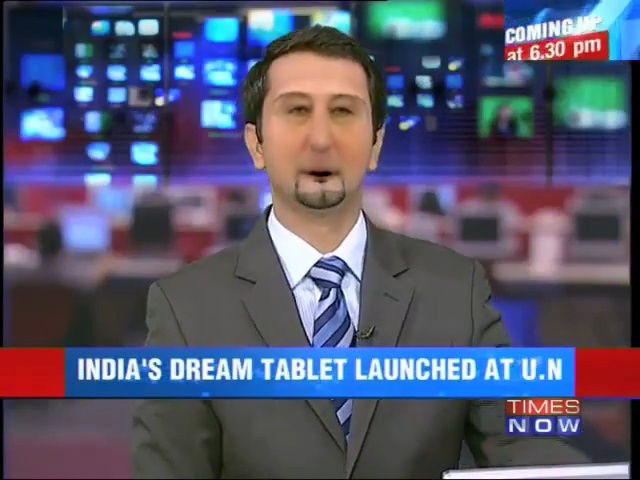 COMING UP
at 6.30 pm
INDIA'S DREAM TABLET LAUNCHED AT U.N
TIMES
NOW